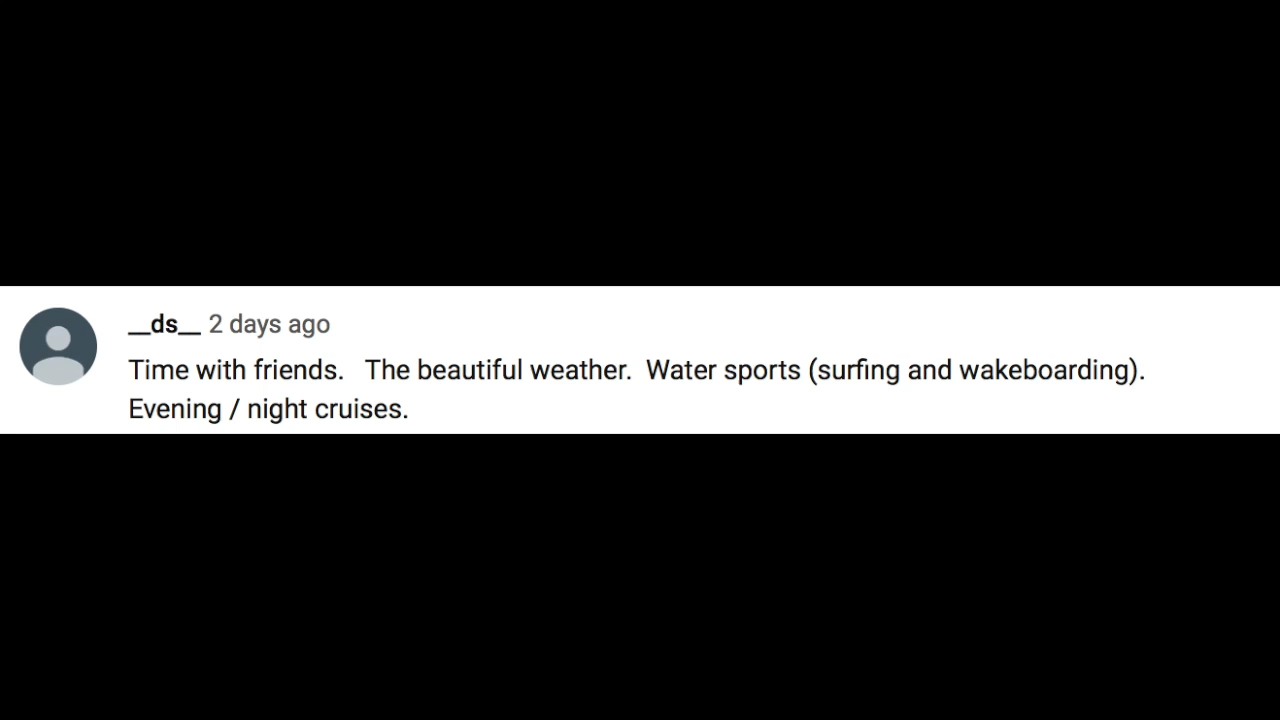 __ds__ 2 days ago
Time with friends.   The beautiful weather.  Water sports (surfing and wakeboarding).
Evening / night cruises.